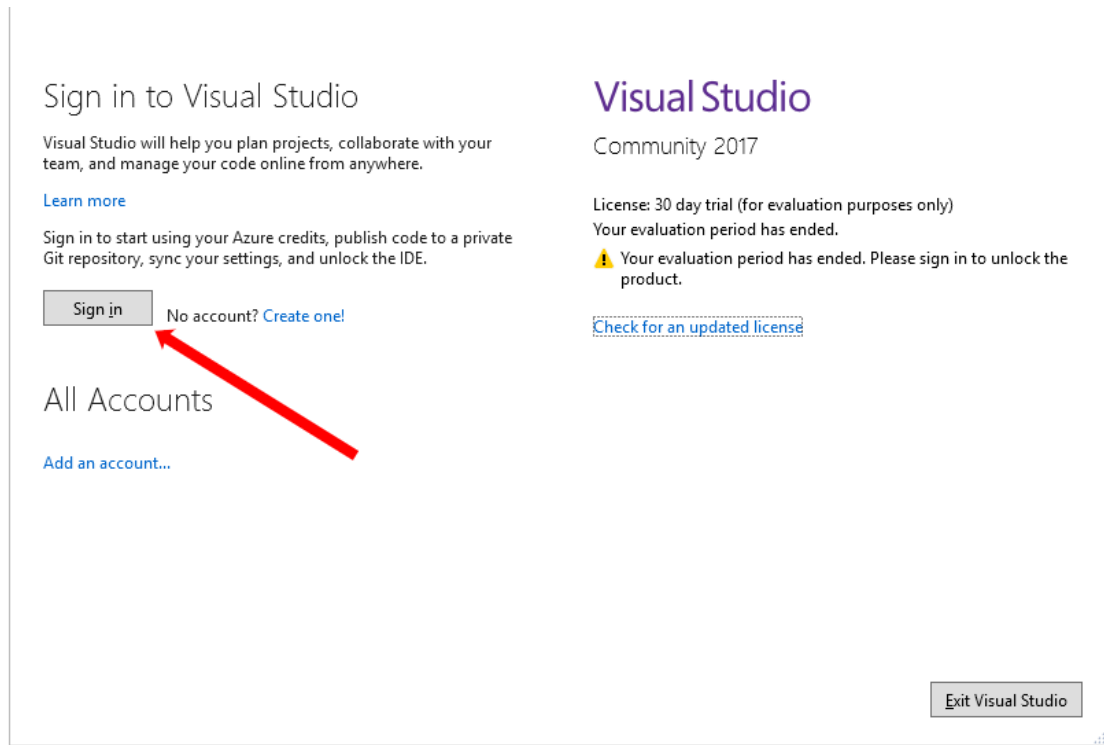 Sign in to Visual Studio
Visual Studio will help you plan projects, collaborate with your
team, and manage your code online from anywhere.
Learn more
Sign in to start using your Azure credits, publish code to a private
Git repository, sync your settings, and unlock the IDE.
Sign in
No account? Create one!
All Accounts
Add an account...
Visual Studio
Community 2017
License: 30 day trial (for evaluation purposes only)
Your evaluation period has ended.
Your evaluation period has ended. Please sign in to unlock the
product.
Check for an updated license
Exit Visual Studio